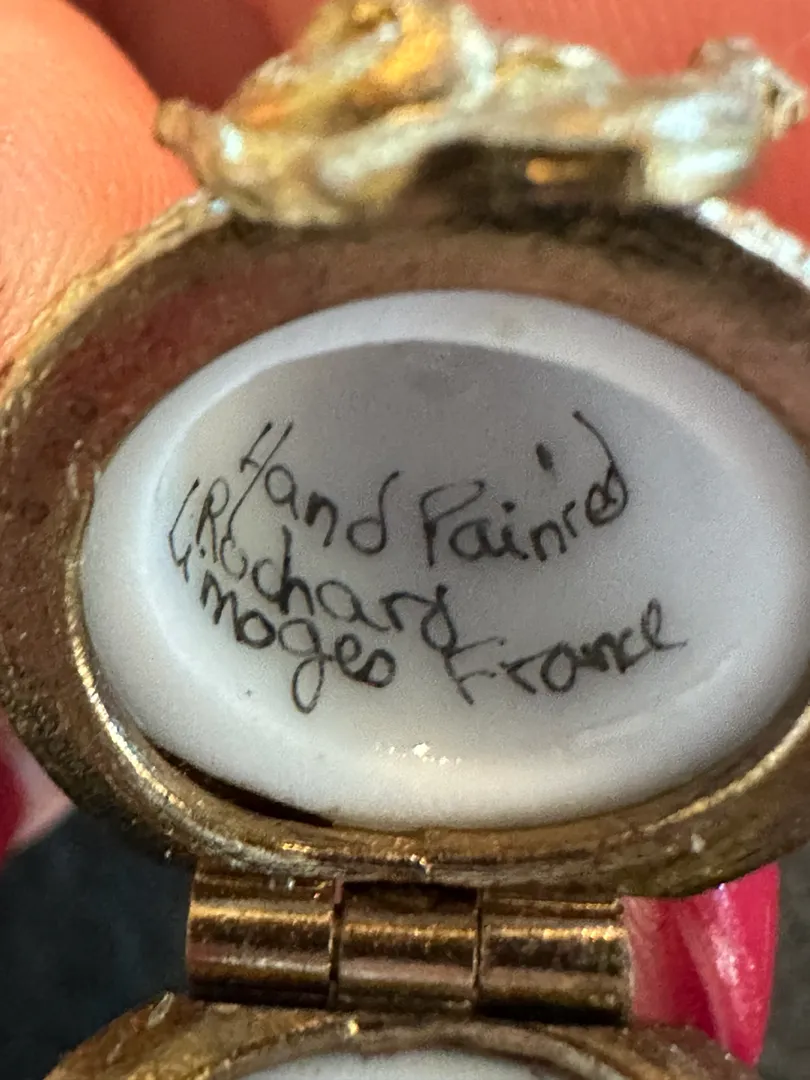 Hand Painted
G.Rochard
Limoges France